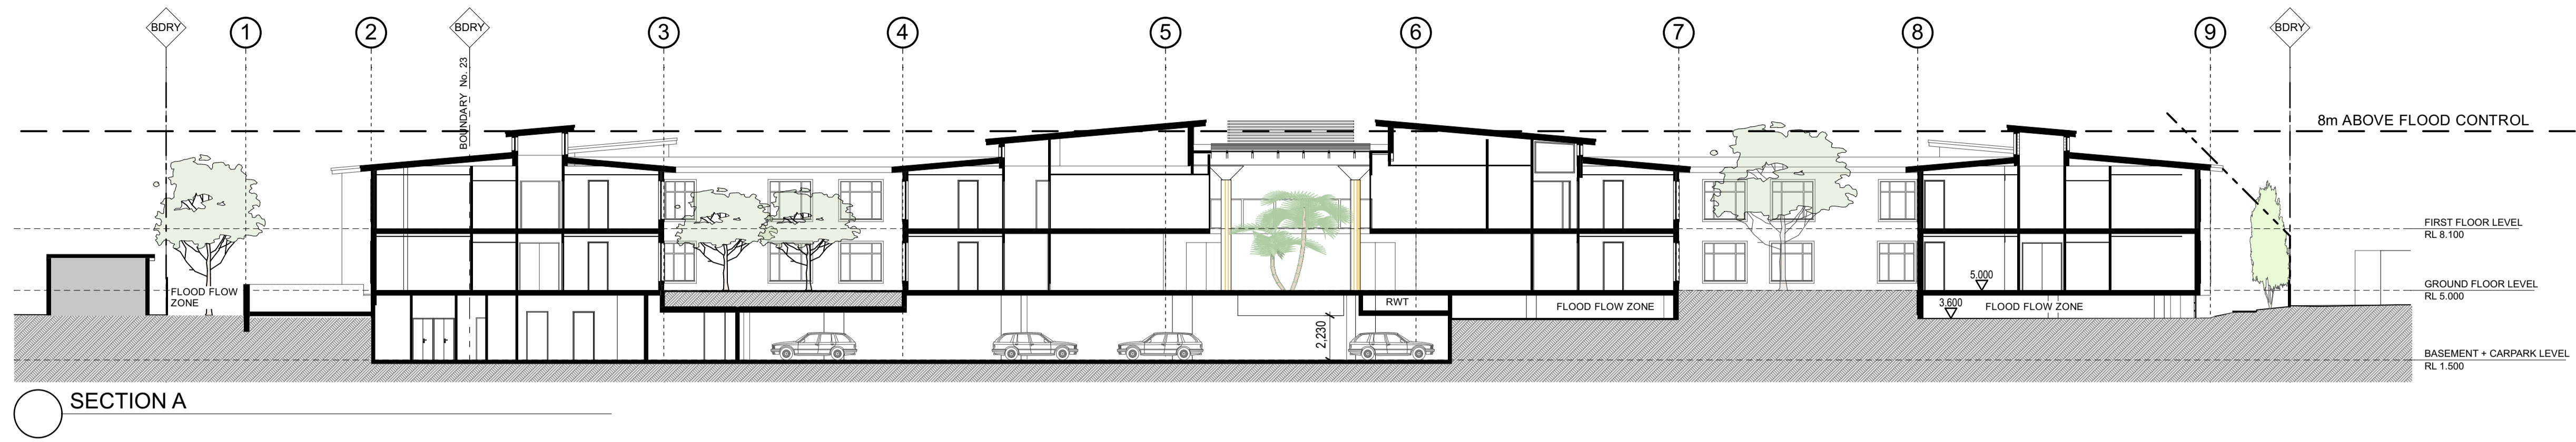 BDRY
1
2
BDRY
3
4
5
6
7
8
9
BDRY
BOUNDARY No. 23
8m ABOVE FLOOD CONTROL
FIRST FLOOR LEVEL
RL 8.100
5.000
GROUND FLOOR LEVEL
RL 5.000
FLOOD FLOW
ZONE
RWT
FLOOD FLOW ZONE
3.600
FLOOD FLOW ZONE
2,230
BASEMENT + CARPARK LEVEL
RL 1.500
SECTION A